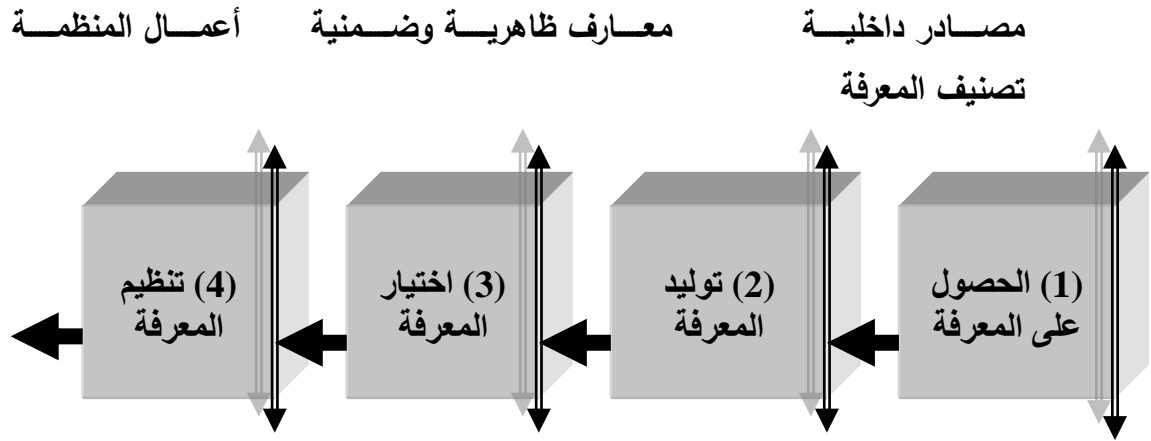 مصادر داخلية معارف ظاهرية وضمنية أعمال المنظمة
تصنيف المعرفة
(1) الحصول
على المعرفة
(2) توليد
المعرفة
(3) اختيار
المعرفة
(4) تنظيم
المعرفة